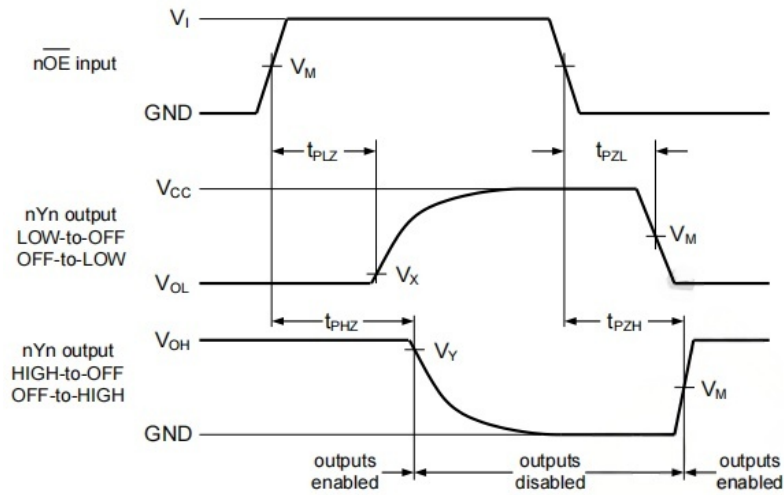 V_I
nOE input
V_M
GND
t_PLZ
t_PZL
V_CC
nYn output
LOW-to-OFF
OFF-to-LOW
V_M
V_X
V_OL
t_PHZ
t_PZH
V_OH
nYn output
HIGH-to-OFF
OFF-to-HIGH
V_Y
V_M
GND
outputs
enabled
outputs
disabled
outputs
enabled